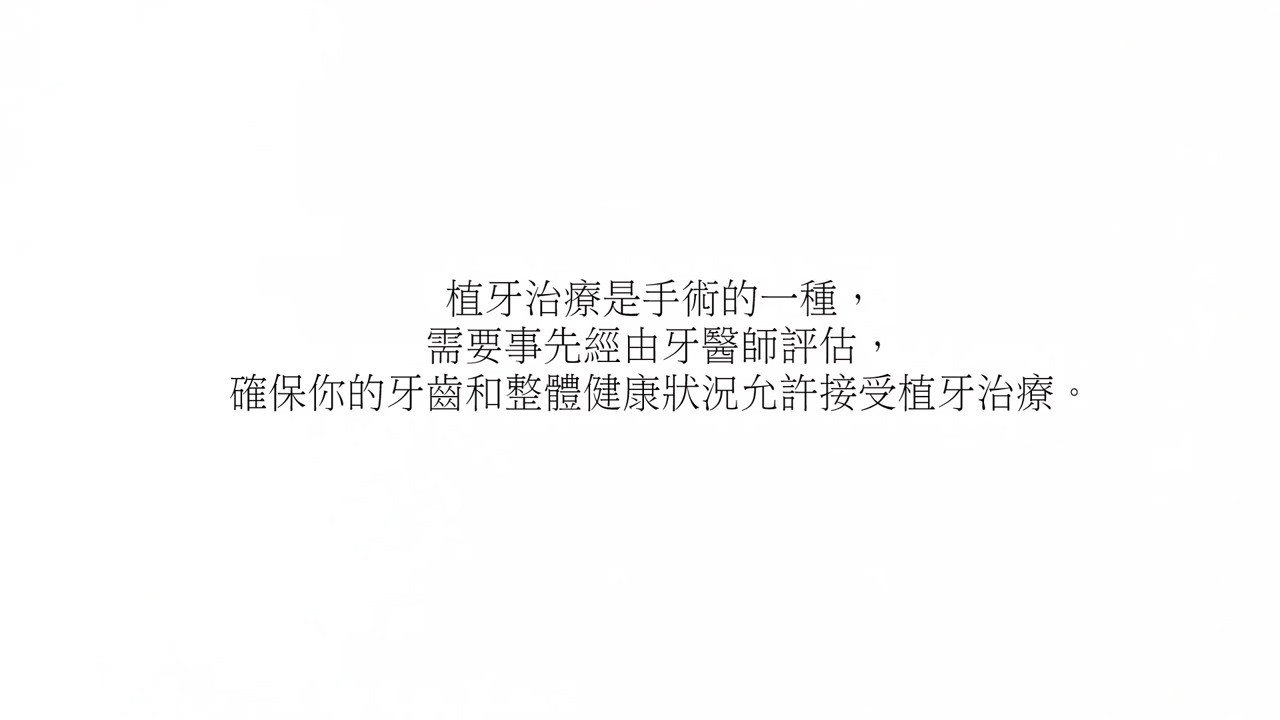 植牙治療是手術的一種，
需要事先經由牙醫師評估，
確保你的牙齒和整體健康狀況允許接受植牙治療。